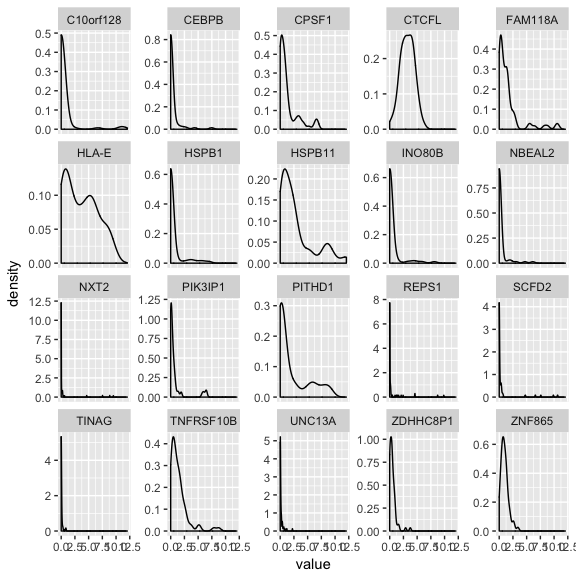 C10orf128 CEBPB CPSF1 CTCFL FAM118A
0.5 0.4 0.3 0.2 0.1 0.0
0.8 0.6 0.4 0.2 0.0
0.5 0.4 0.3 0.2 0.1 0.0
0.2 0.1 0.0
0.4 0.3 0.2 0.1 0.0
HLA-E HSPB1 HSPB11 INO80B NBEAL2
0.10 0.05 0.00
0.6 0.4 0.2 0.0
0.20 0.15 0.10 0.05 0.00
0.6 0.4 0.2 0.0
0.75 0.50 0.25 0.00
density
NXT2 PIK3IP1 PITHD1 REPS1 SCFD2
12.5 10.0 7.5 5.0 2.5 0.0
1.25 1.00 0.75 0.50 0.25 0.00
0.3 0.2 0.1 0.0
8 6 4 2 0
4 3 2 1 0
TINAG TNFRSF10B UNC13A ZDHHC8P1 ZNF865
4 2 0
0.4 0.3 0.2 0.1 0.0
5 4 3 2 1 0
1.00 0.75 0.50 0.25 0.00
0.6 0.4 0.2 0.0
0.0 2.5 5.0 7.5 10.0 12.5 0.0 2.5 5.0 7.5 10.0 12.5 0.0 2.5 5.0 7.5 10.0 12.5 0.0 2.5 5.0 7.5 10.0 12.5 0.0 2.5 5.0 7.5 10.0 12.5
value